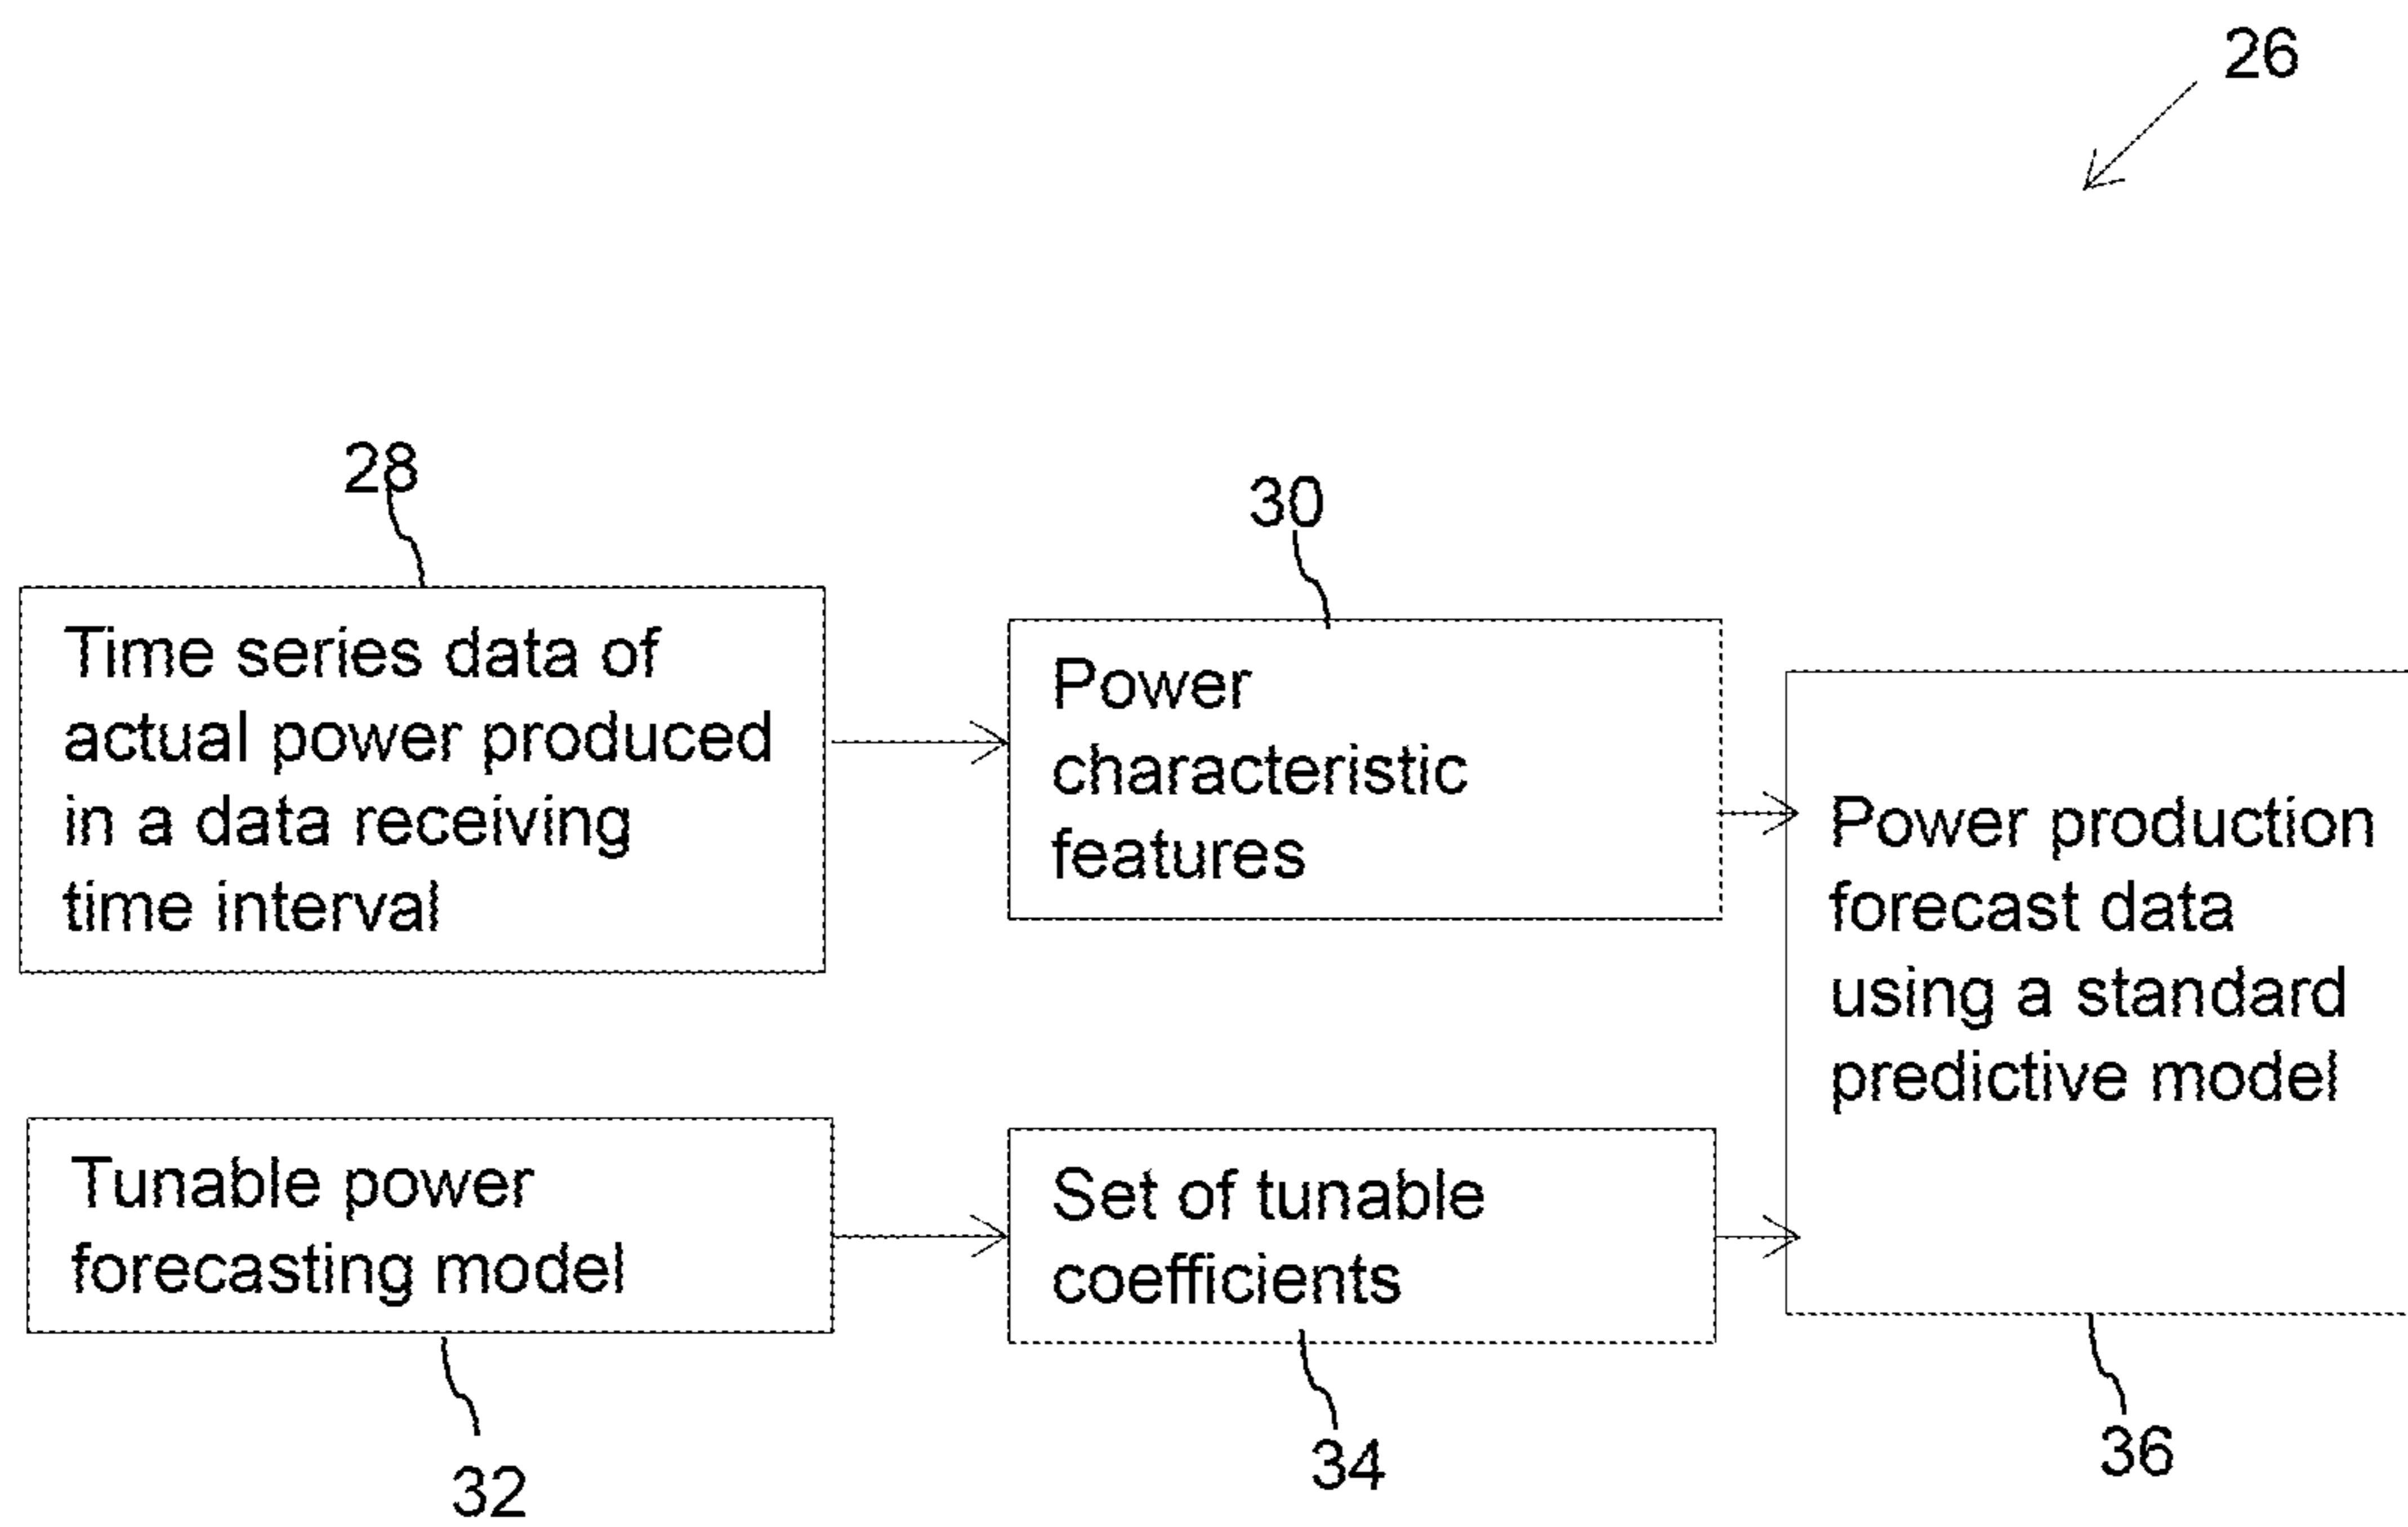 26
28
Time series data of
actual power produced
in a data receiving
time interval
30
Power
characteristic
features
Power production
forecast data
using a standard
predictive model
Tunable power
forecasting model
Set of tunable
coefficients
32
34
36